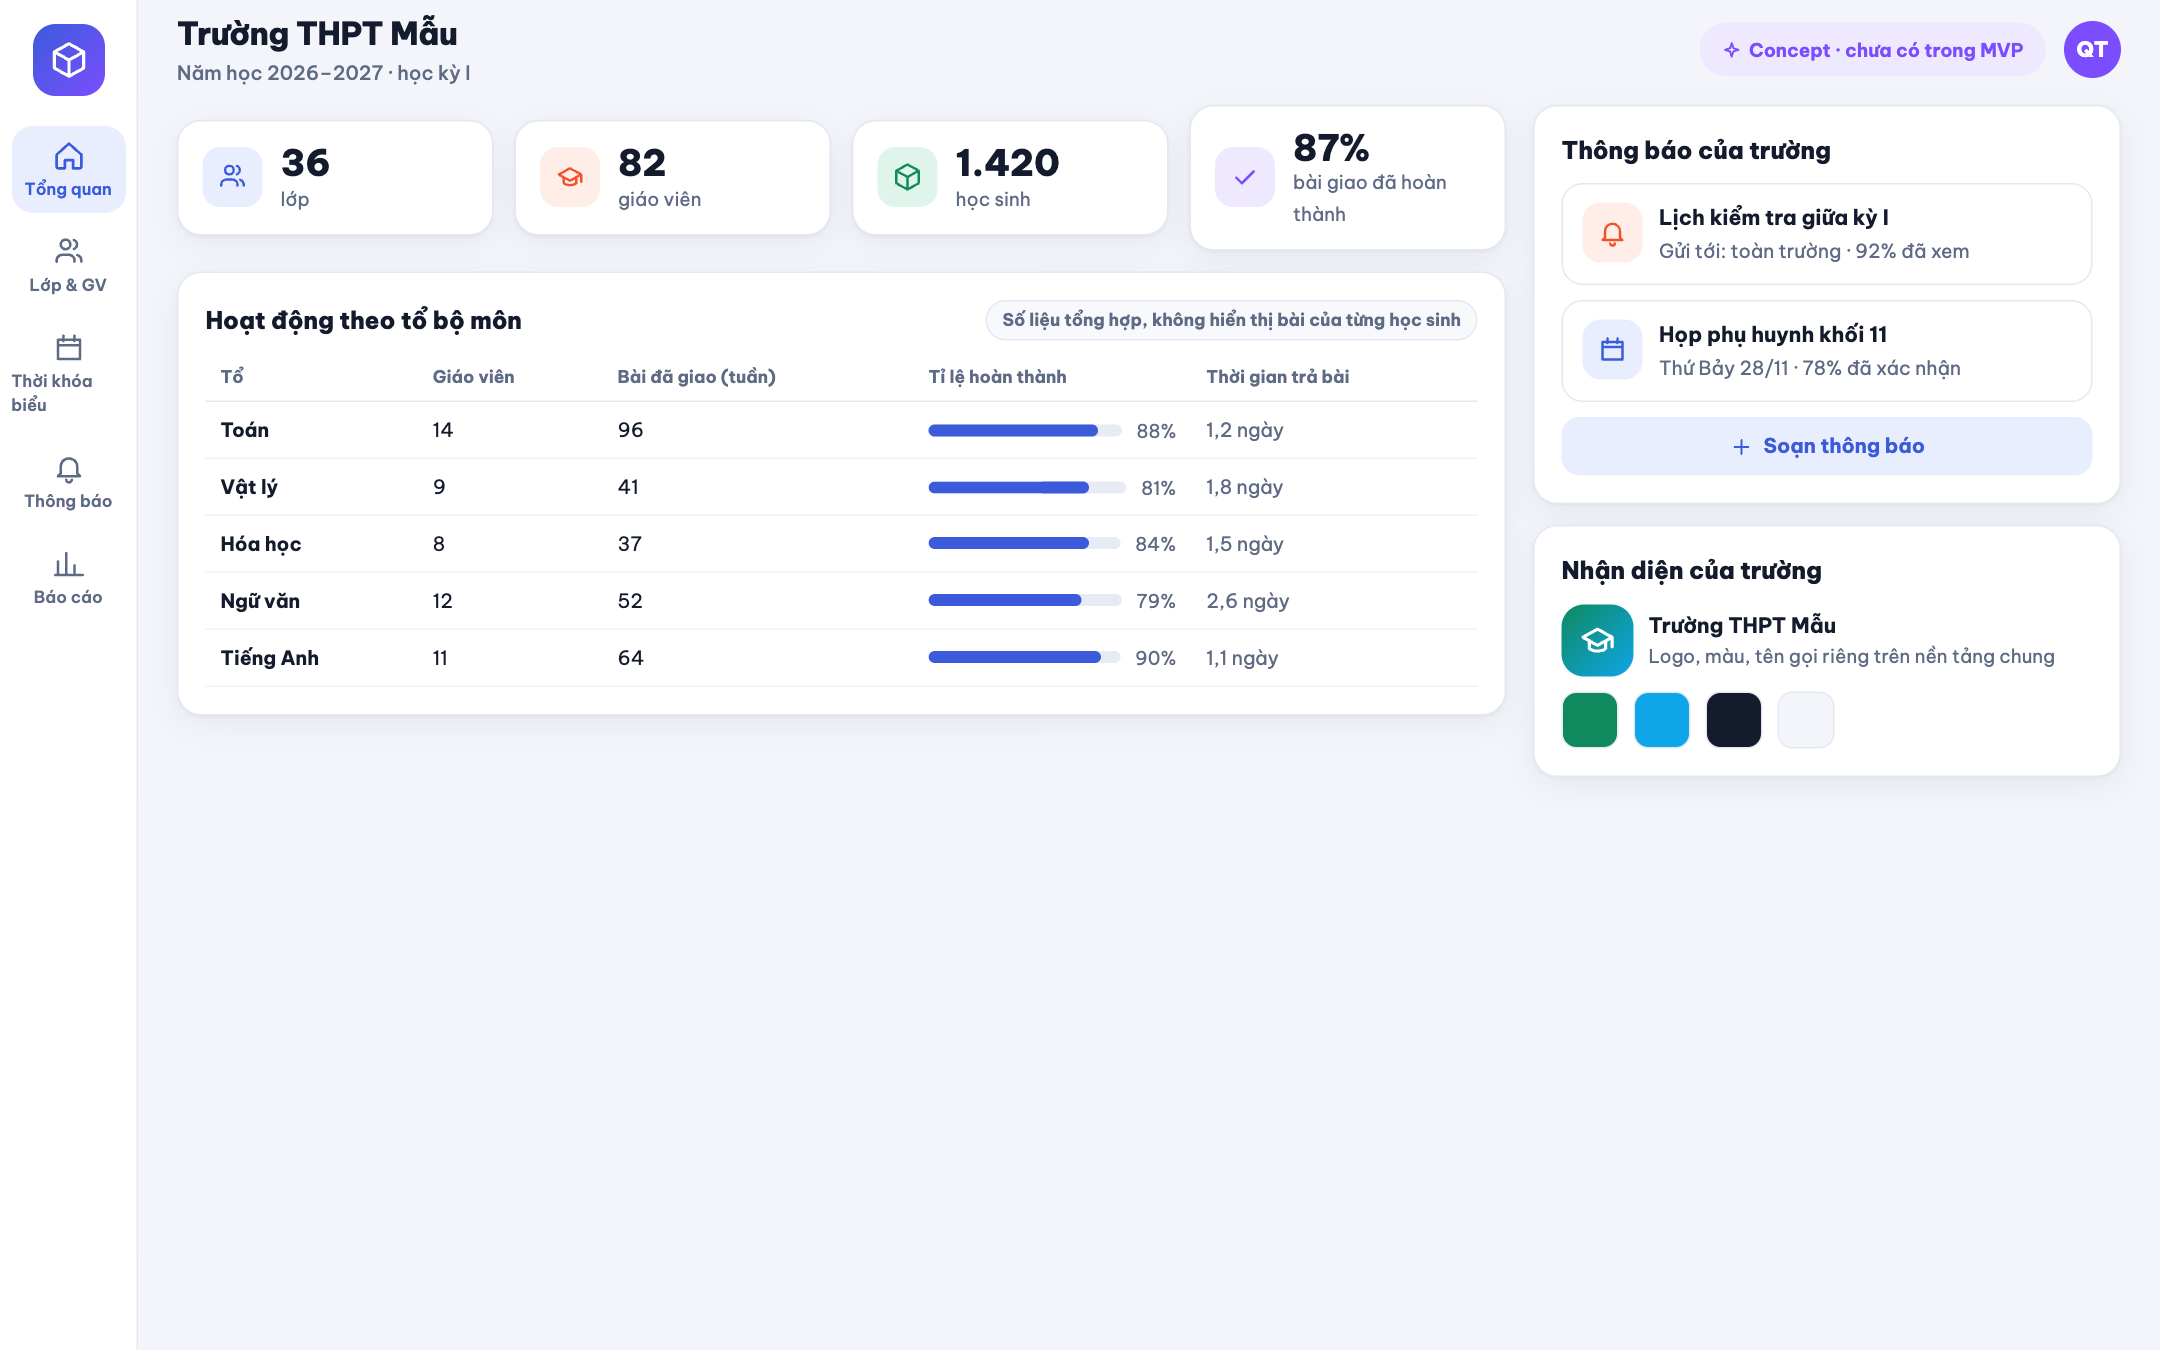 Trường THPT Mẫu
Năm học 2026–2027 · học kỳ I
Concept · chưa có trong MVP
QT
Tổng quan
Lớp & GV
Thời khóa
biểu
Thông báo
Báo cáo
36
lớp
82
giáo viên
1.420
học sinh
87%
bài giao đã hoàn
thành
Hoạt động theo tổ bộ môn
Số liệu tổng hợp, không hiển thị bài của từng học sinh
Tổ Giáo viên Bài đã giao (tuần) Tỉ lệ hoàn thành Thời gian trả bài
Toán 14 96 88% 1,2 ngày
Vật lý 9 41 81% 1,8 ngày
Hóa học 8 37 84% 1,5 ngày
Ngữ văn 12 52 79% 2,6 ngày
Tiếng Anh 11 64 90% 1,1 ngày
Thông báo của trường
Lịch kiểm tra giữa kỳ I
Gửi tới: toàn trường · 92% đã xem
Họp phụ huynh khối 11
Thứ Bảy 28/11 · 78% đã xác nhận
Soạn thông báo
Nhận diện của trường
Trường THPT Mẫu
Logo, màu, tên gọi riêng trên nền tảng chung